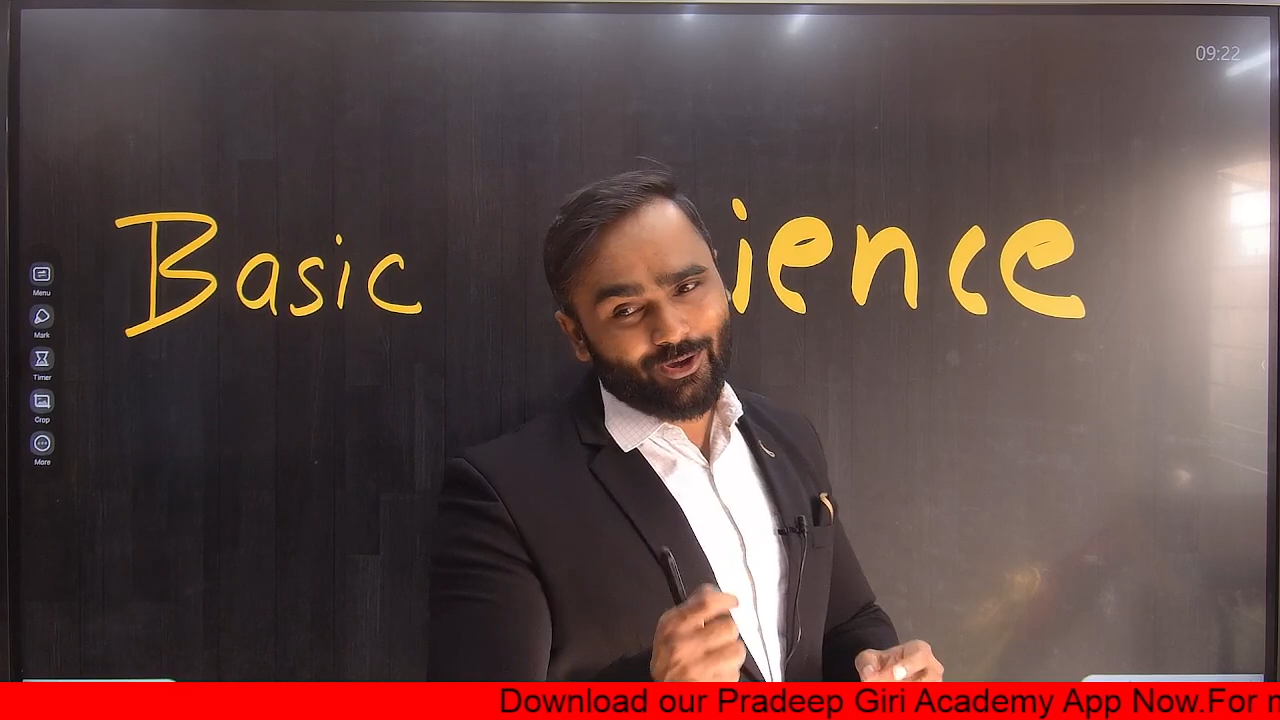 09:22
Basic ience
Menu
Mark
Timer
Crop
More
Download our Pradeep Giri Academy App Now.For